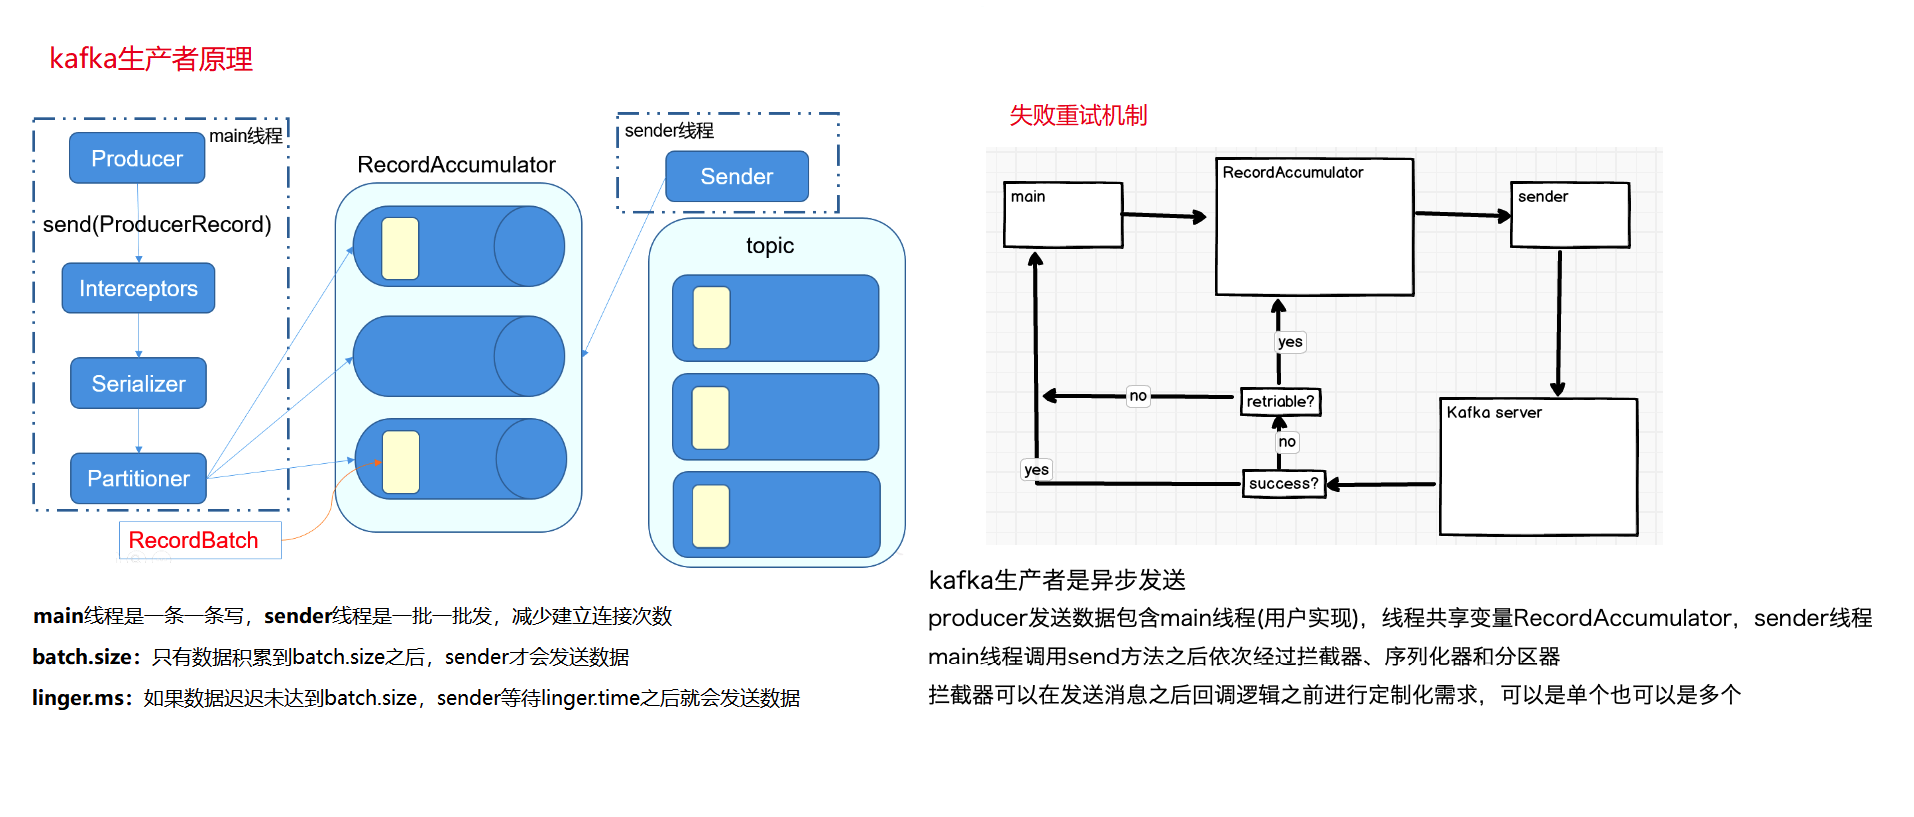 kafka生产者原理
main线程
Producer
send(ProducerRecord)
Interceptors
Serializer
Partitioner
RecordBatch
RecordAccumulator
sender线程
Sender
topic
main线程是一条一条写，sender线程是一批一批发，减少建立连接次数
batch.size：只有数据积累到batch.size之后，sender才会发送数据
linger.ms：如果数据迟迟未达到batch.size，sender等待linger.time之后就会发送数据
失败重试机制
main
RecordAccumulator
sender
yes
no
retriable?
Kafka server
no
yes
success?
kafka生产者是异步发送
producer发送数据包含main线程(用户实现)，线程共享变量RecordAccumulator，sender线程
main线程调用send方法之后依次经过拦截器、序列化器和分区器
拦截器可以在发送消息之后回调逻辑之前进行定制化需求，可以是单个也可以是多个